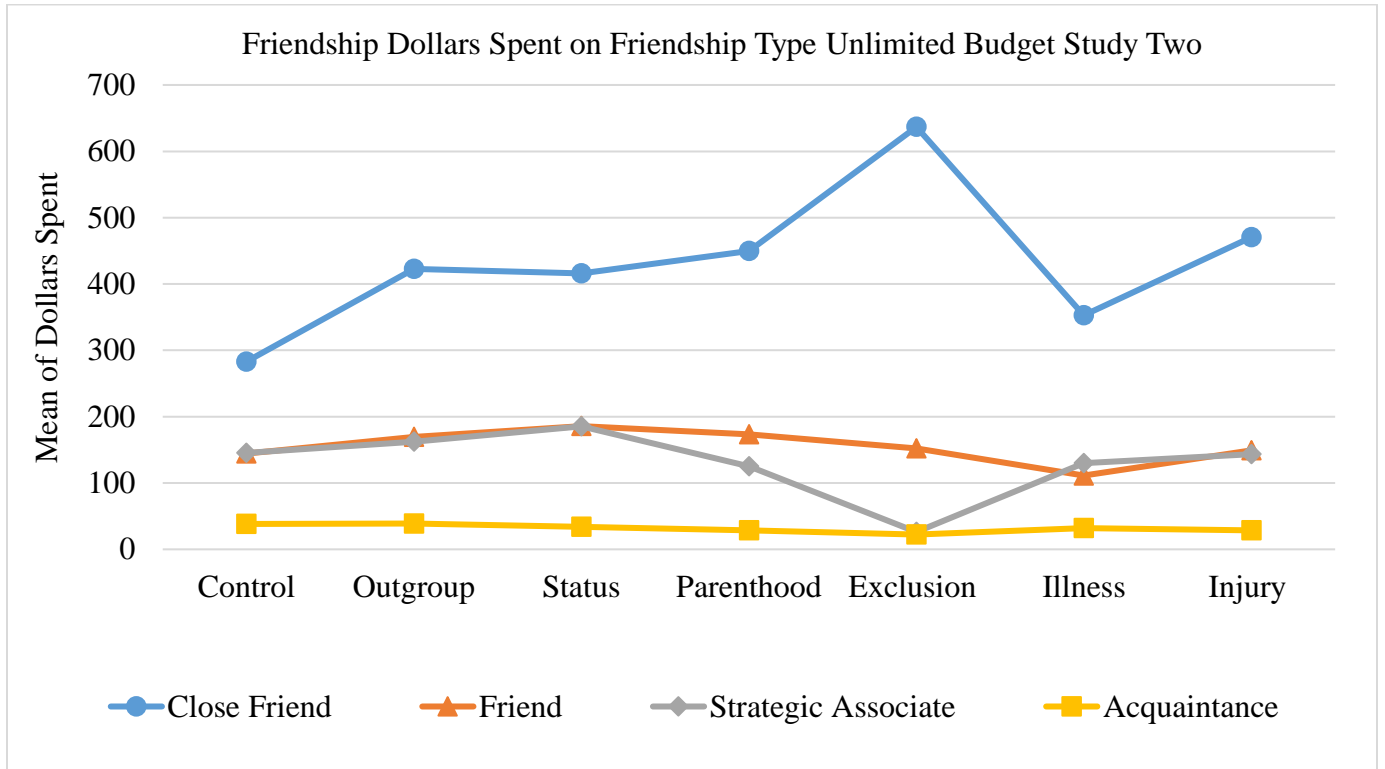 Friendship Dollars Spent on Friendship Type Unlimited Budget Study Two
Mean of Dollars Spent
700
600
500
400
300
200
100
0
Control Outgroup Status Parenthood Exclusion Illness Injury
Close Friend Friend Strategic Associate Acquaintance